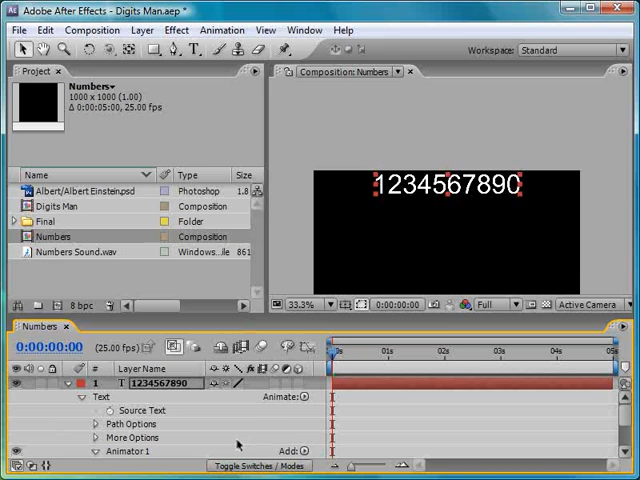 Adobe After Effects - Digits Man.aep *
File Edit Composition Layer Effect Animation View Window Help
Workspace: Standard
Project
Composition: Numbers
Numbers
1000 x 1000 (1.00)
Δ 0:00:05:00, 25.00 fps
1234567890
Name Type Size
Albert/Albert Einstein.psd Photoshop 1.8
Digits Man Composition
Final Folder
Numbers Composition
Numbers Sound.wav Windows...ile 861
8 bpc
33.3% 0:00:00:00 Full Active Camera
Numbers
0:00:00:00 (25.00 fps)
01s 02s 03s 04s 05s
# Layer Name
1 T 1234567890
Text Animate:
Source Text
Path Options
More Options
Animator 1 Add:
Toggle Switches / Modes